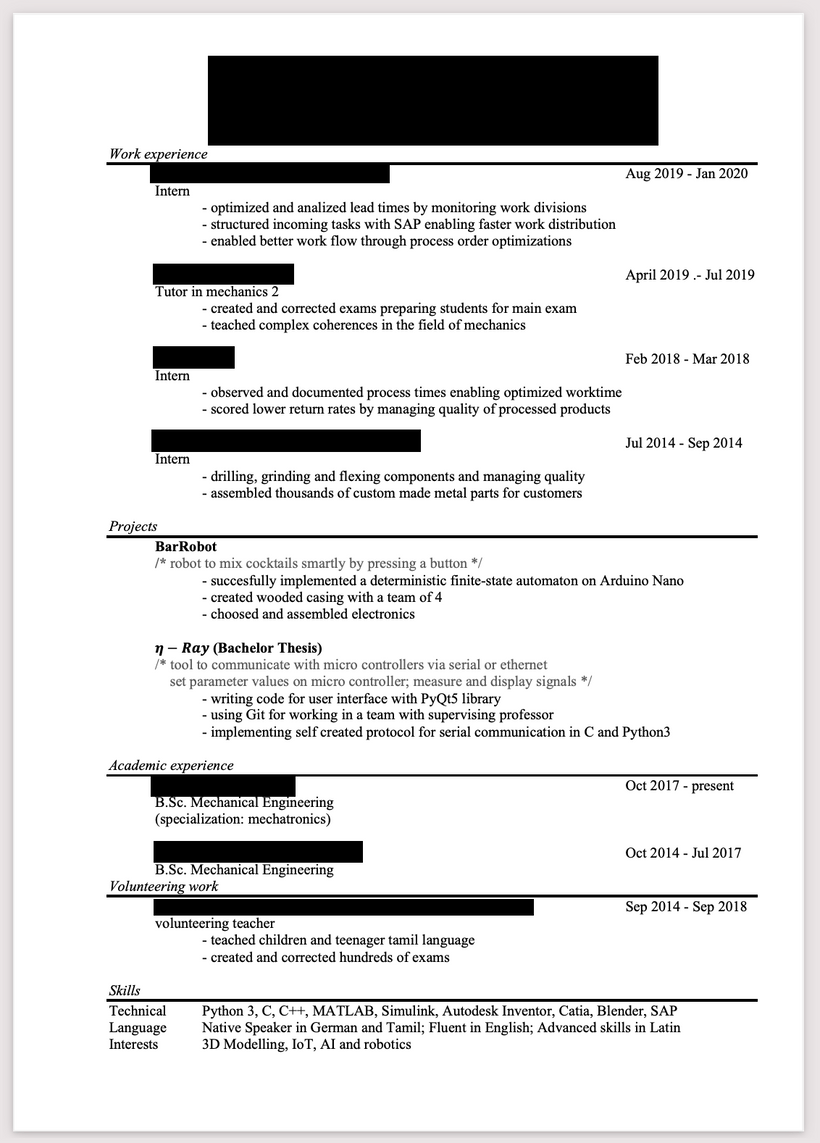 Work experience
Aug 2019 - Jan 2020
Intern
- optimized and analized lead times by monitoring work divisions
- structured incoming tasks with SAP enabling faster work distribution
- enabled better work flow through process order optimizations
April 2019 .- Jul 2019
Tutor in mechanics 2
- created and corrected exams preparing students for main exam
- teached complex coherences in the field of mechanics
Feb 2018 - Mar 2018
Intern
- observed and documented process times enabling optimized worktime
- scored lower return rates by managing quality of processed products
Jul 2014 - Sep 2014
Intern
- drilling, grinding and flexing components and managing quality
- assembled thousands of custom made metal parts for customers
Projects
BarRobot
/* robot to mix cocktails smartly by pressing a button */
- succesfully implemented a deterministic finite-state automaton on Arduino Nano
- created wooded casing with a team of 4
- choosed and assembled electronics
η − Ray (Bachelor Thesis)
/* tool to communicate with micro controllers via serial or ethernet
set parameter values on micro controller; measure and display signals */
- writing code for user interface with PyQt5 library
- using Git for working in a team with supervising professor
- implementing self created protocol for serial communication in C and Python3
Academic experience
Oct 2017 - present
B.Sc. Mechanical Engineering
(specialization: mechatronics)
Oct 2014 - Jul 2017
B.Sc. Mechanical Engineering
Volunteering work
Sep 2014 - Sep 2018
volunteering teacher
- teached children and teenager tamil language
- created and corrected hundreds of exams
Skills
Technical Python 3, C, C++, MATLAB, Simulink, Autodesk Inventor, Catia, Blender, SAP
Language Native Speaker in German and Tamil; Fluent in English; Advanced skills in Latin
Interests 3D Modelling, IoT, AI and robotics